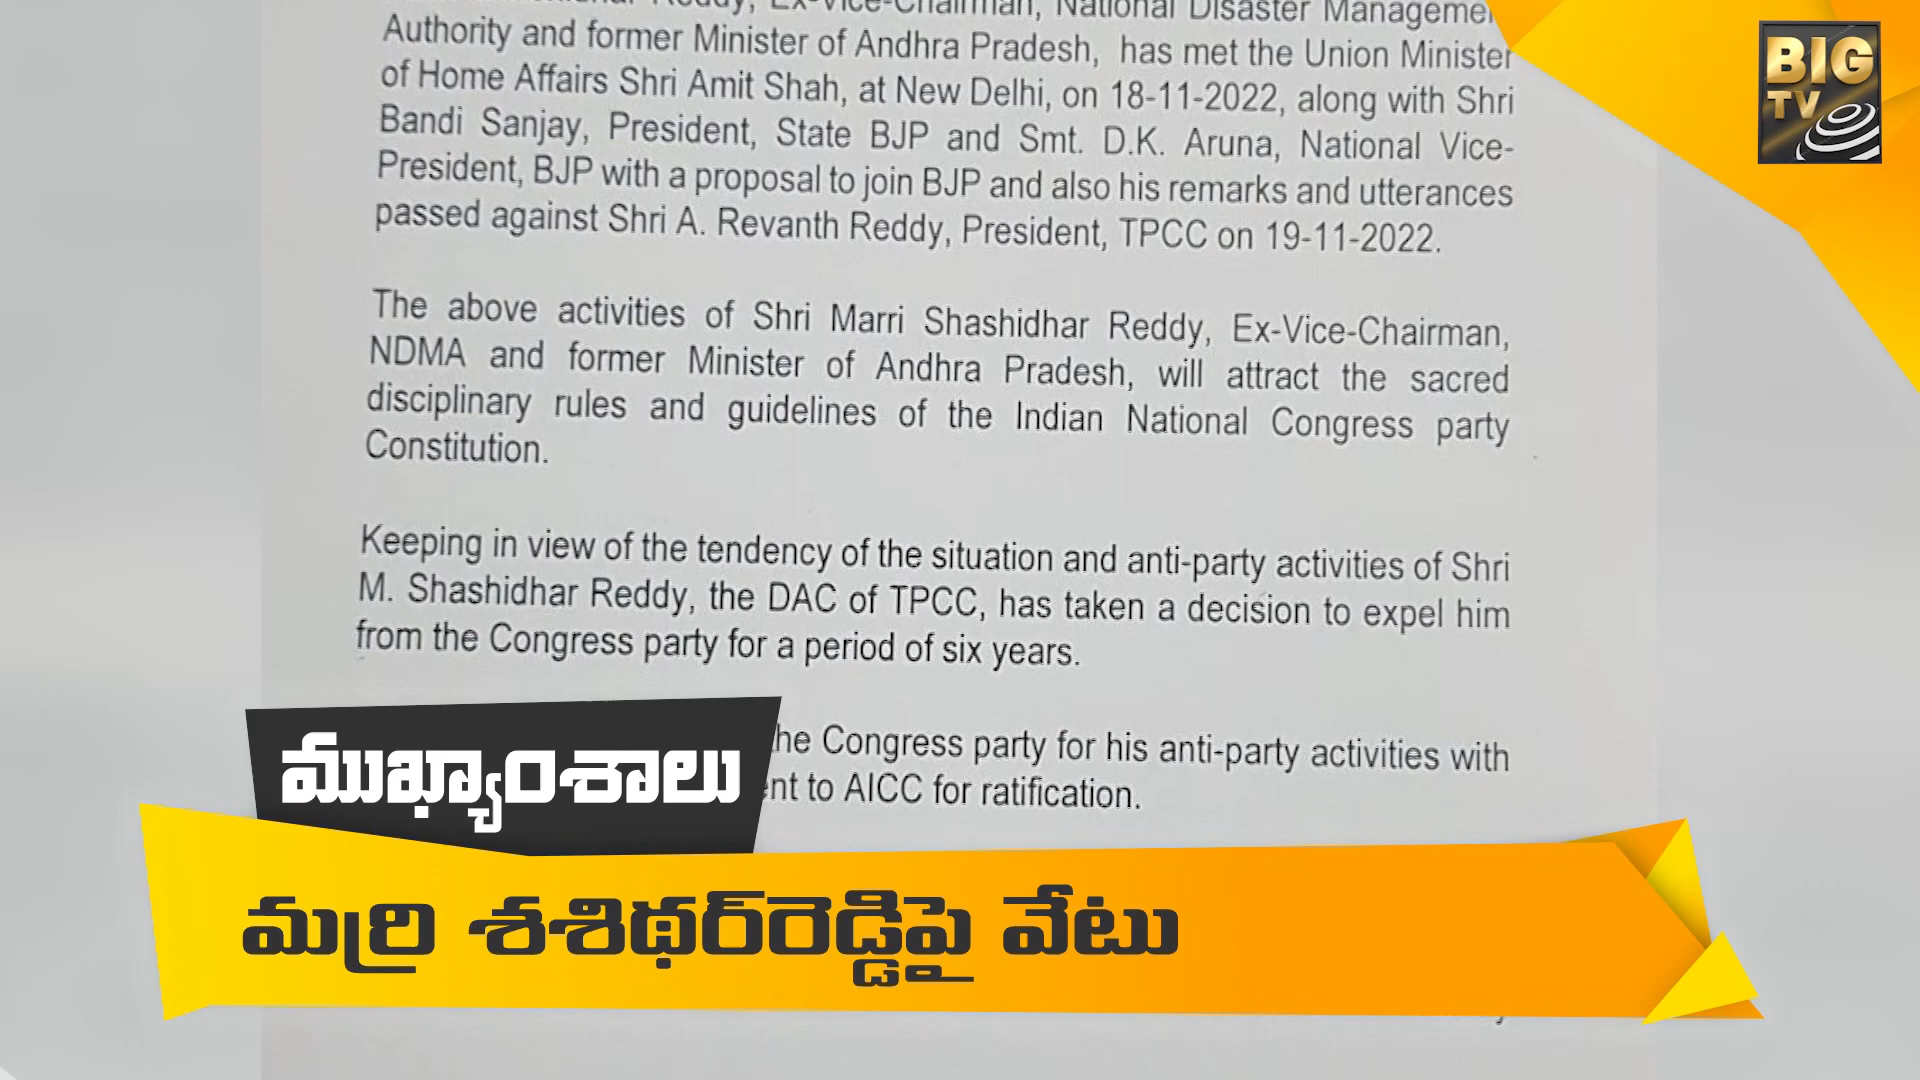 Reddy, Ex-Vice-Chairman, National Disaster
Authority and former Minister of Andhra Pradesh, has met the Union Minister
of Home Affairs Shri Amit Shah, at New Delhi, on 18-11-2022, along with Shri
Bandi Sanjay, President, State BJP and Smt. D.K. Aruna, National Vice-
President, BJP with a proposal to join BJP and also his remarks and utterances
passed against Shri A. Revanth Reddy, President, TPCC on 19-11-2022.
The above activities of Shri Marri Shashidhar Reddy, Ex-Vice-Chairman,
NDMA and former Minister of Andhra Pradesh, will attract the sacred
disciplinary rules and guidelines of the Indian National Congress party
Constitution.
Keeping in view of the tendency of the situation and anti-party activities of Shri
M. Shashidhar Reddy, the DAC of TPCC, has taken a decision to expel him
from the Congress party for a period of six years.
Congress party for his anti-party activities with
to AICC for ratification.
BIG
TV
ముఖ్యాంశాలు
మర్రి శశిథర్‌రెడ్డిపై వేటు